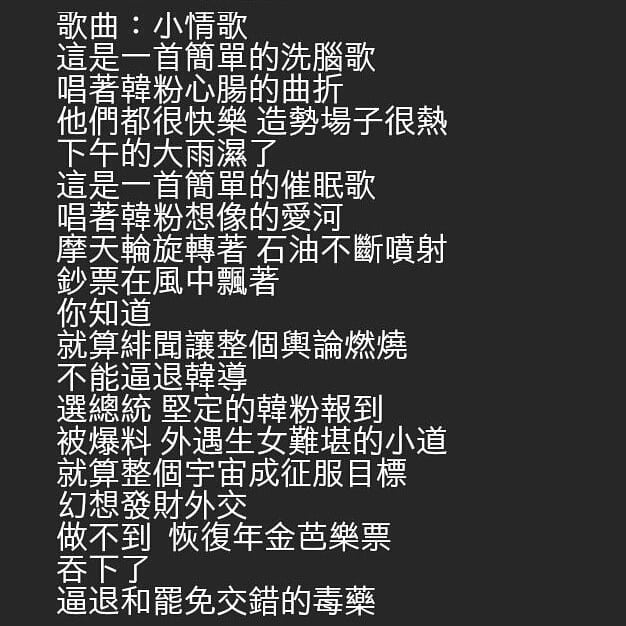 歌曲：小情歌
這是一首簡單的洗腦歌
唱著韓粉心腸的曲折
他們都很快樂 造勢場子很熱
下午的大雨濕了
這是一首簡單的催眠歌
唱著韓粉想像的愛河
摩天輪旋轉著 石油不斷噴射
鈔票在風中飄著
你知道
就算緋聞讓整個輿論燃燒
不能逼退韓導
選總統 堅定的韓粉報到
被爆料 外遇生女難堪的小道
就算整個宇宙成征服目標
幻想發財外交
做不到  恢復年金芭樂票
吞下了
逼退和罷免交錯的毒藥